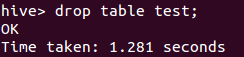 hive> drop table test;
OK
Time taken: 1.281 seconds